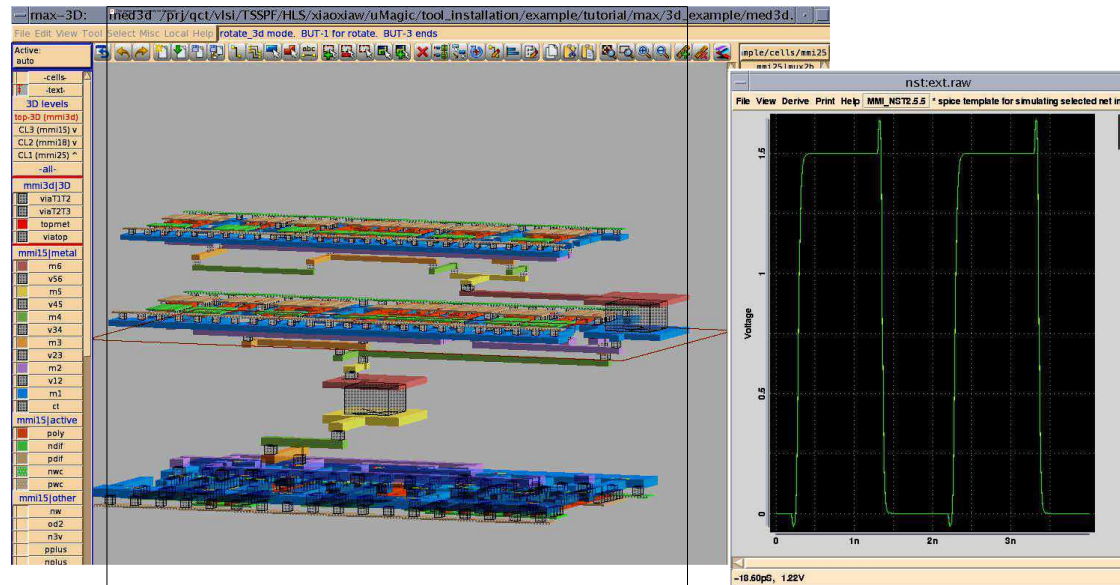 max-3D: med3d ~/prj/qct/vlsi/TSSPF/HLS/xiaoxiaw/uMagic/tool_installation/example/tutorial/max/3d_example/med3d.
File Edit View Tool Select Misc Local Help rotate_3d mode. BUT-1 for rotate. BUT-3 ends
Active:
auto
abc
mple/cells/mmi25
mmi25|mux2b
-cells-
-text-
3D levels
top-3D (mmi3d)
CL3 (mmi15) v
CL2 (mmi18) v
CL1 (mmi25) ^
-all-
mmi3d|3D
viaT1T2
viaT2T3
topmet
viatop
mmi15|metal
m6
v56
m5
v45
m4
v34
m3
v23
m2
v12
m1
ct
mmi15|active
poly
ndif
pdif
nwc
pwc
mmi15|other
nw
od2
n3v
pplus
nplus
nst:ext.raw
File View Derive Print Help MMI_NST2.5.5 * spice template for simulating selected net in
1.5
1
Voltage
0.5
0
0 1n 2n 3n
-18.60pS, 1.22V